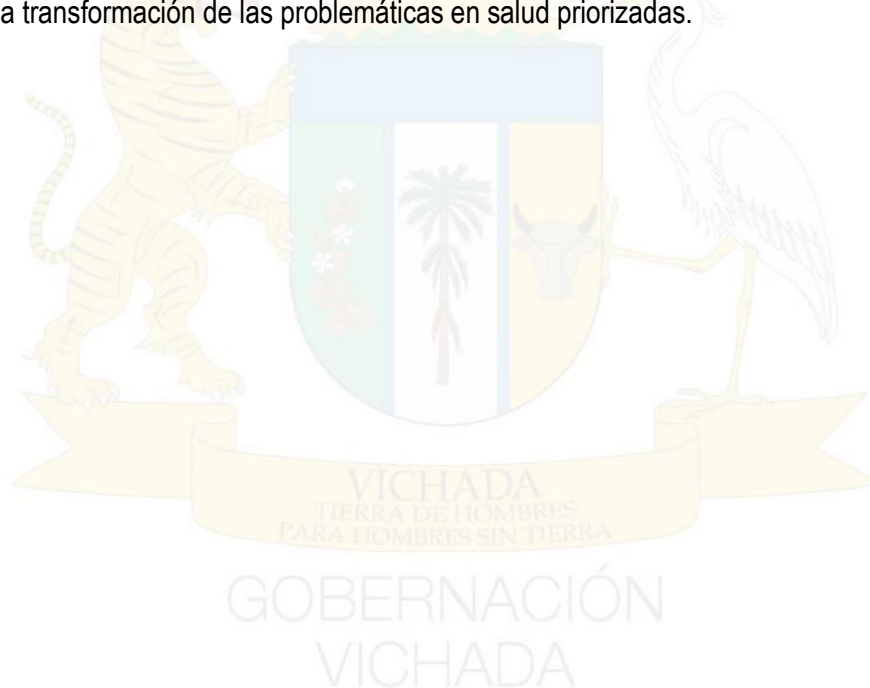 a transformación de las problemáticas en salud priorizadas.
VICHADA
TIERRA DE HOMBRES
PARA HOMBRES SIN TIERRA
GOBERNACIÓN
VICHADA